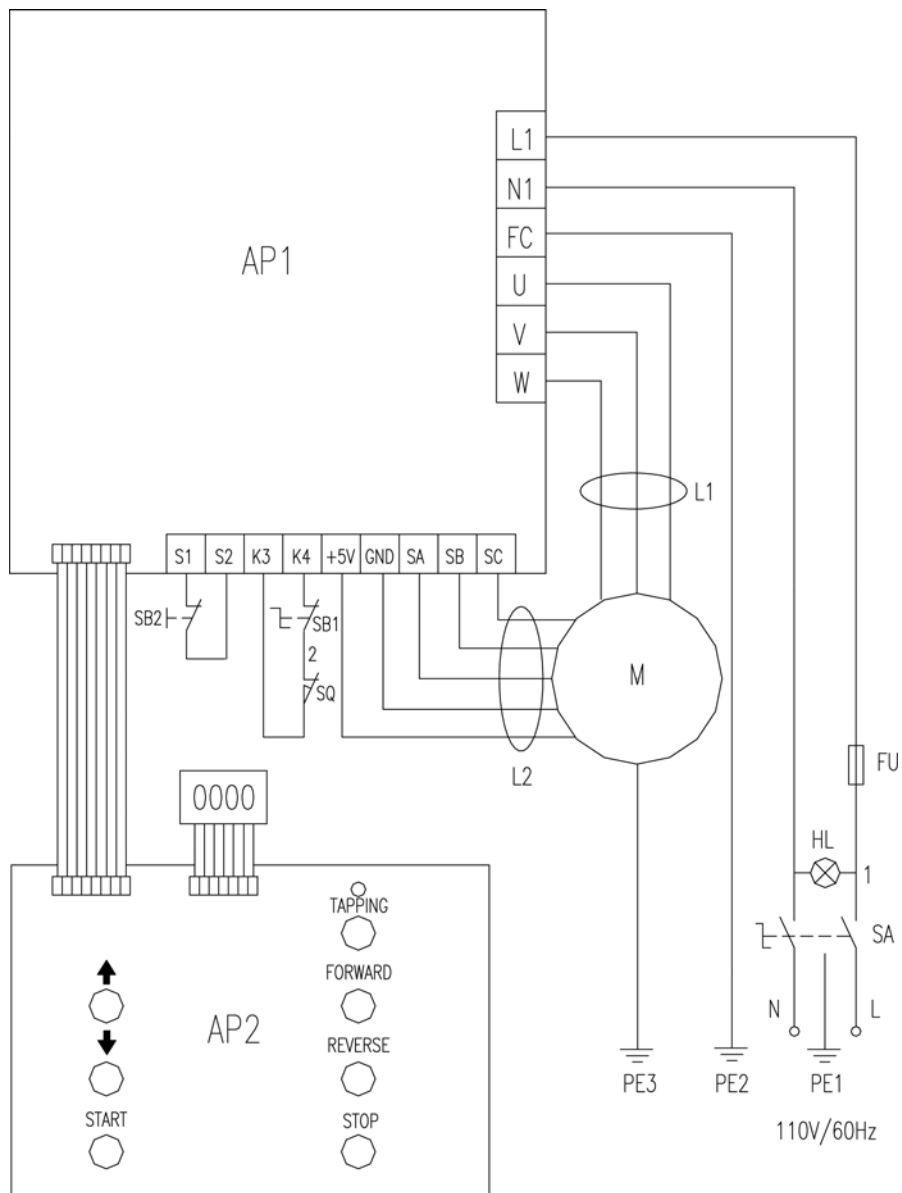 L1
N1
FC
AP1
U
V
W
L1
S1 S2 K3 K4 +5V GND SA SB SC
SB2
SB1
2
SQ
M
L2
FU
0000
HL
1
TAPPING
SA
FORWARD
N L
AP2
REVERSE
PE3 PE2 PE1
START STOP
110V/60Hz